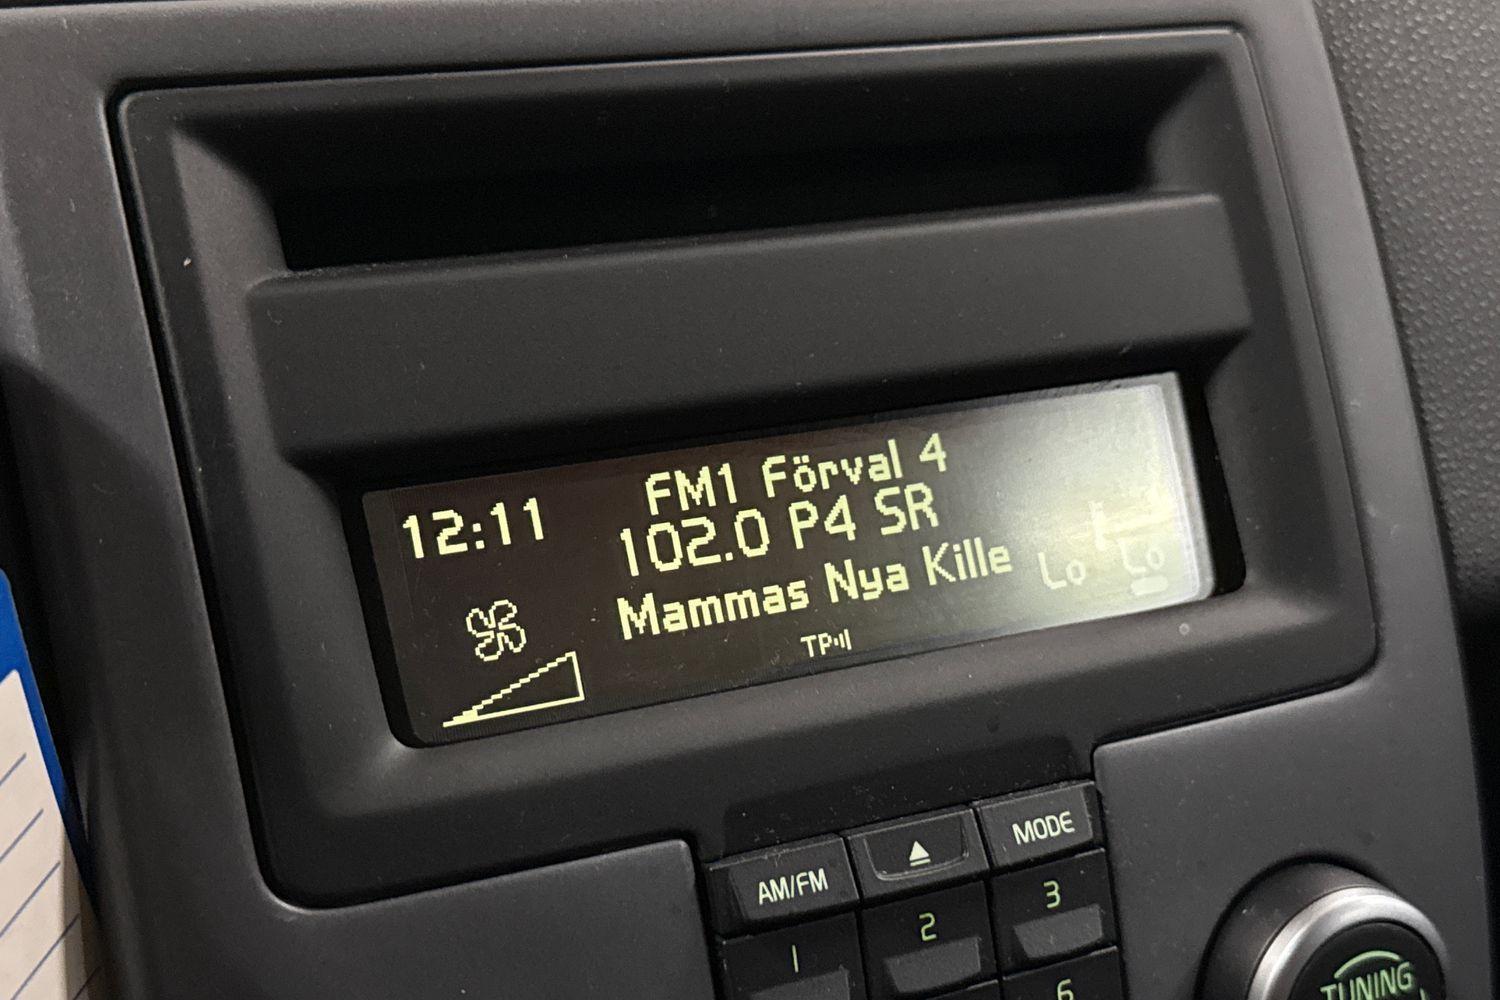 12:11
FM1 Förval 4
102.0 P4 SR
Mammas Nya Kille
Lo Lo
TP
AM/FM
MODE
1
2
3
6
TUNING